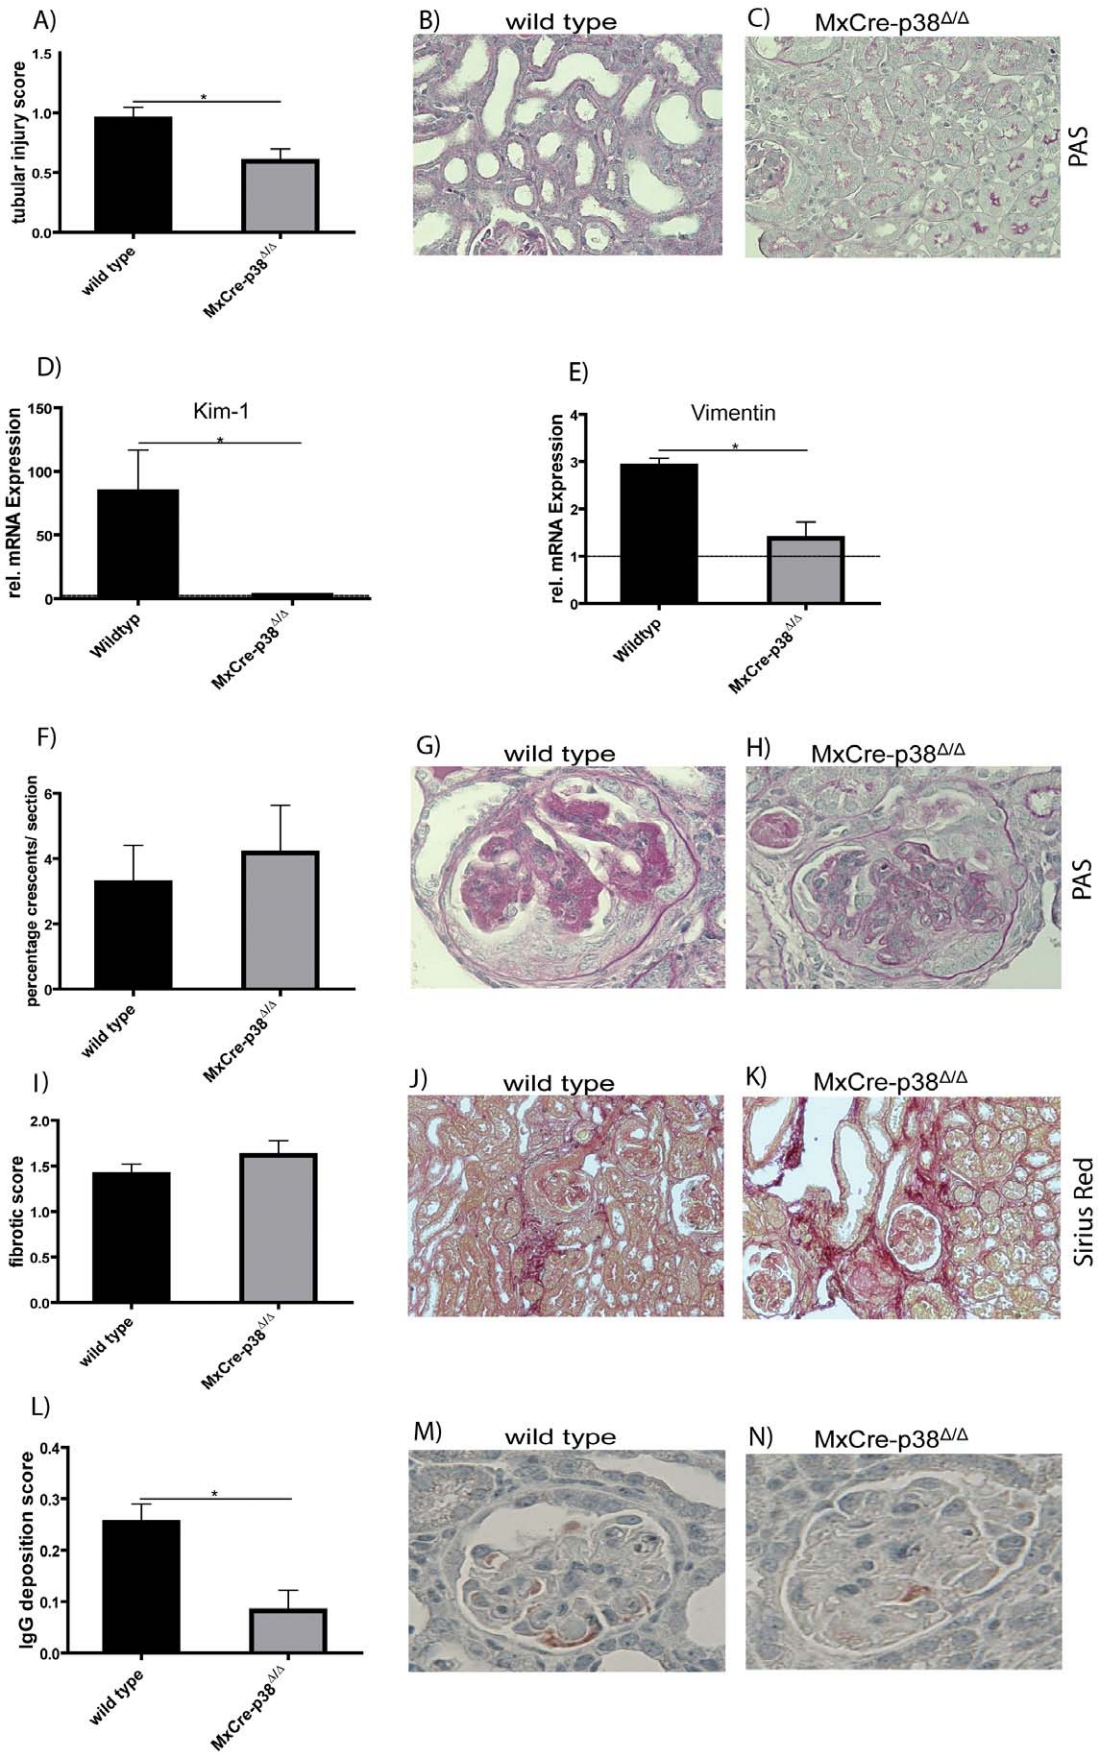 A)
tubular injury score
1.5
1.0
0.5
0.0
*
wild type
MxCre-p38Δ/Δ
B)
wild type
C)
MxCre-p38Δ/Δ
PAS
D)
Kim-1
rel. mRNA Expression
150
100
50
0
*
Wildtyp
MxCre-p38Δ/Δ
E)
Vimentin
rel. mRNA Expression
4
3
2
1
0
*
Wildtyp
MxCre-p38Δ/Δ
F)
percentage crescents/ section
6
4
2
0
wild type
MxCre-p38Δ/Δ
G)
wild type
H)
MxCre-p38Δ/Δ
PAS
I)
fibrotic score
2.0
1.5
1.0
0.5
0.0
wild type
MxCre-p38Δ/Δ
J)
wild type
K)
MxCre-p38Δ/Δ
Sirius Red
L)
IgG deposition score
0.4
0.3
0.2
0.1
0.0
*
wild type
MxCre-p38Δ/Δ
M)
wild type
N)
MxCre-p38Δ/Δ